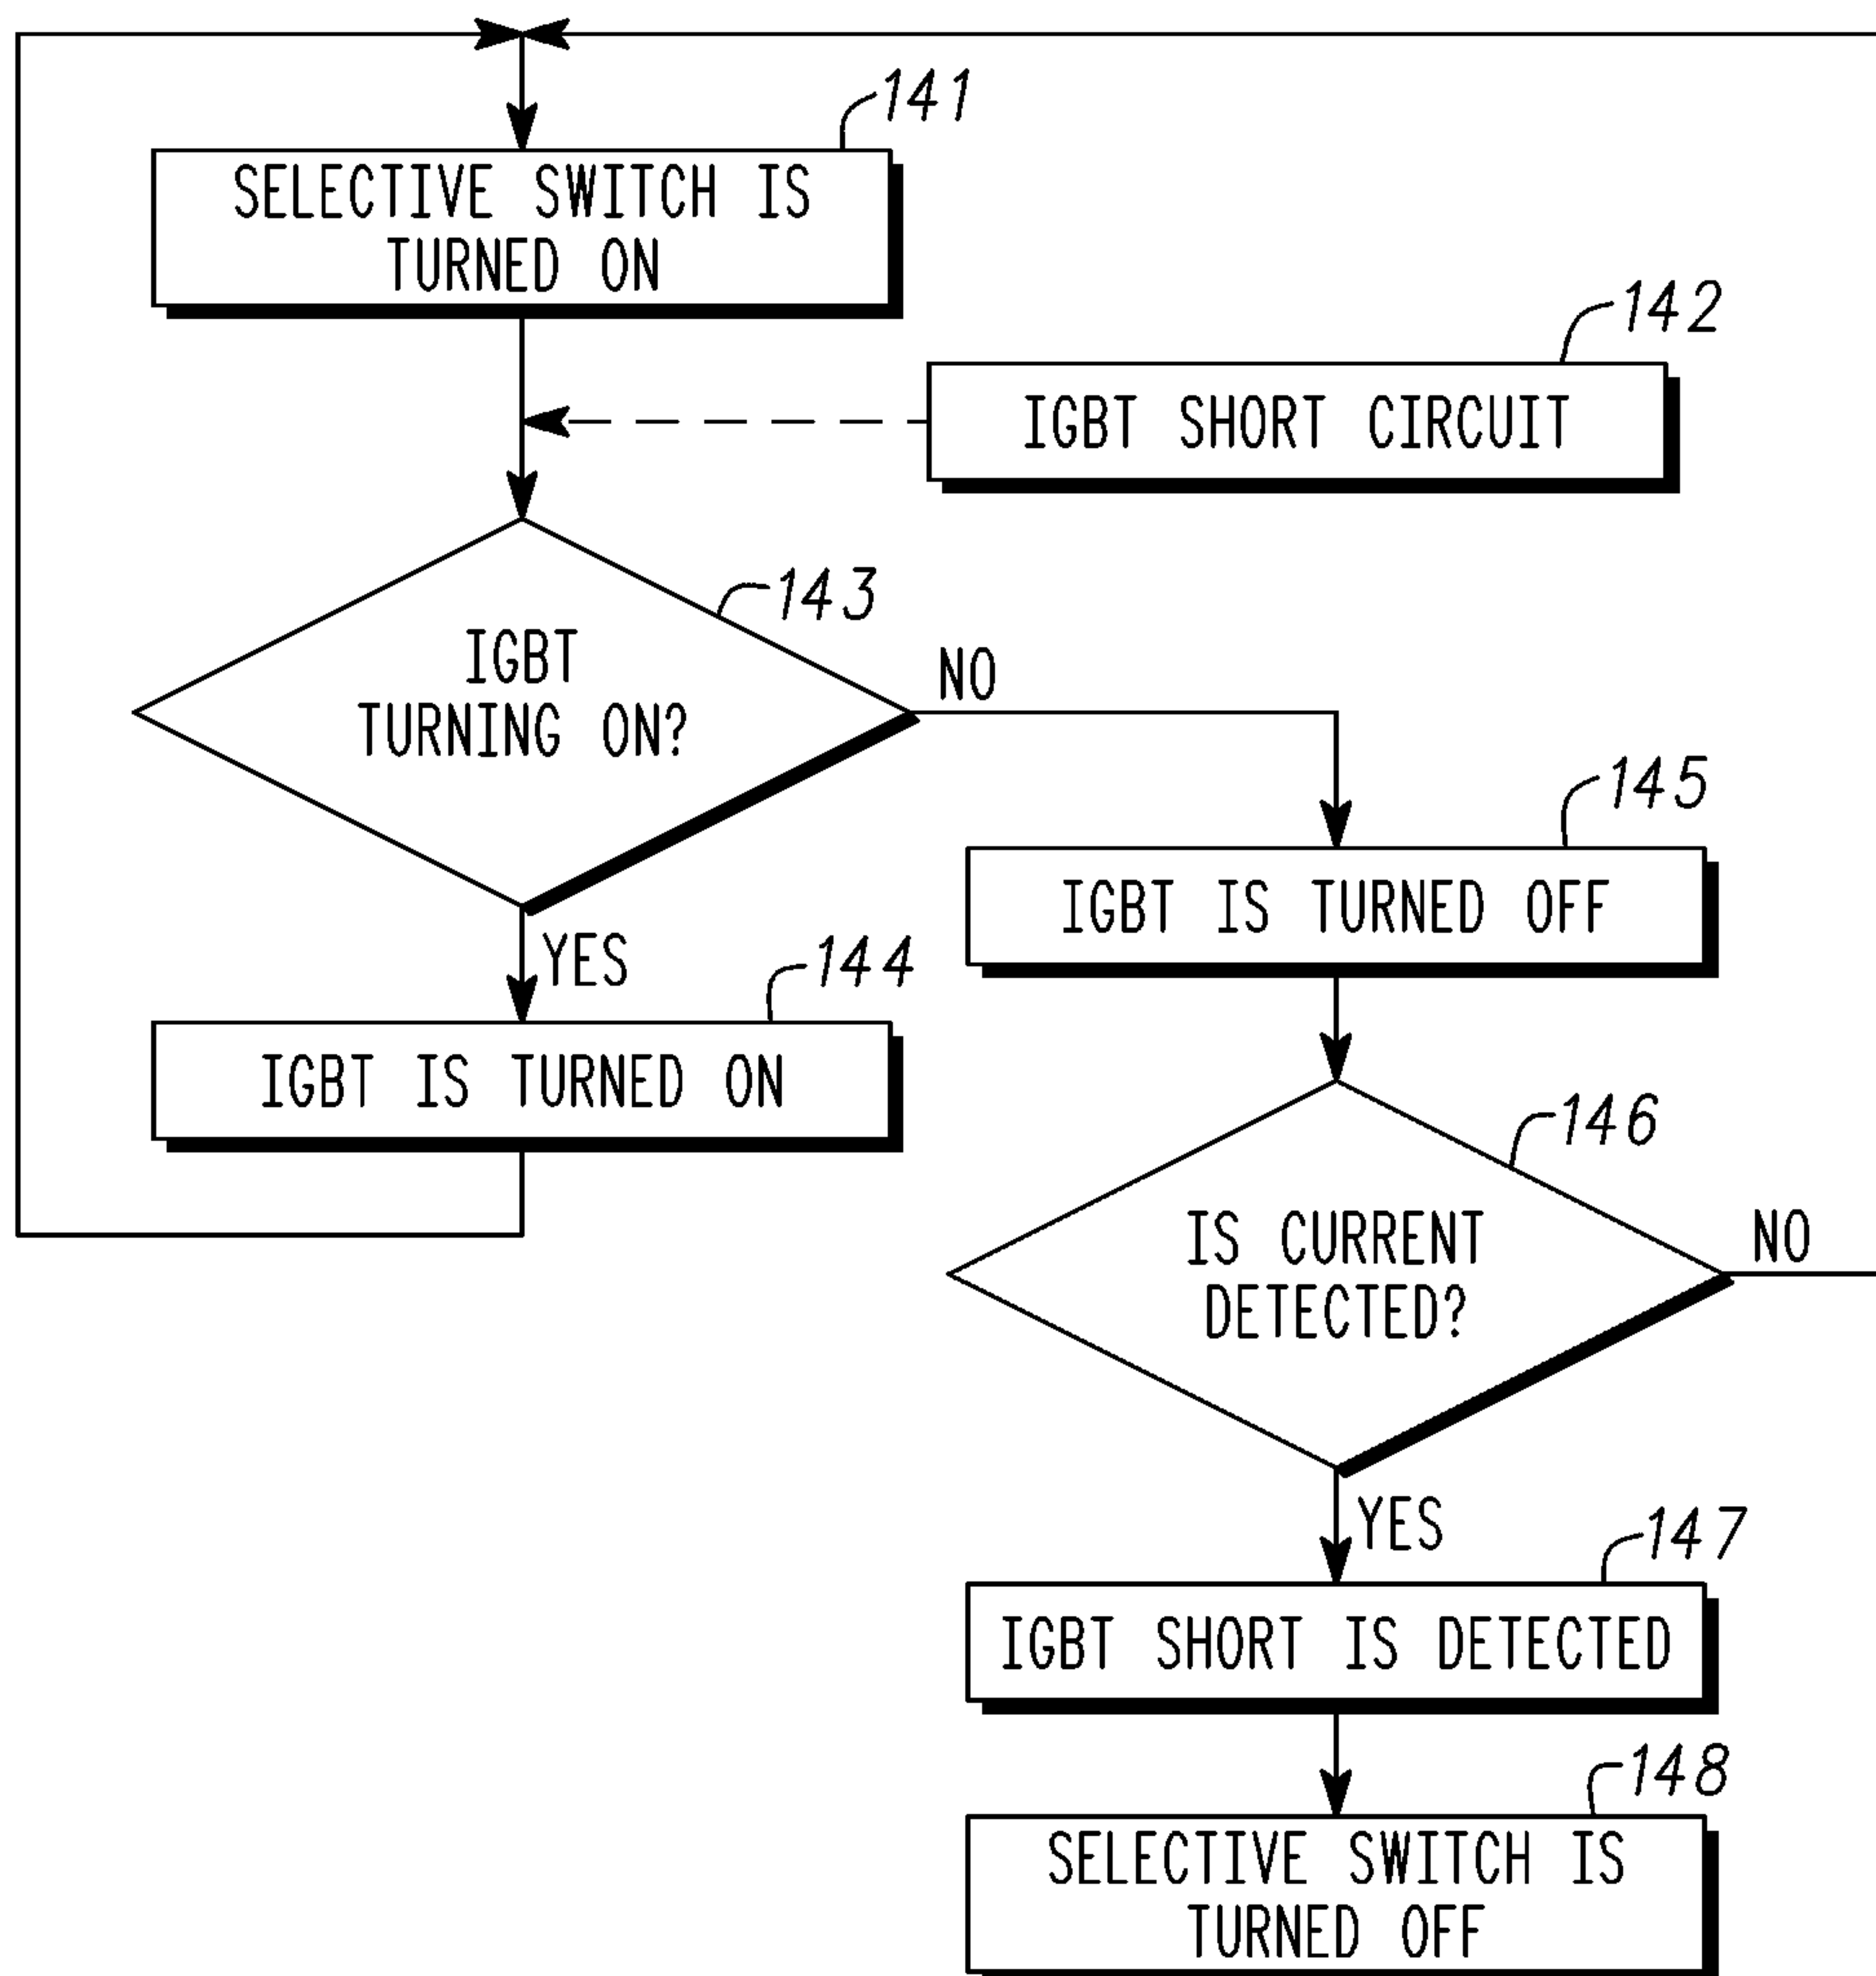 141
SELECTIVE SWITCH IS
TURNED ON
142
IGBT SHORT CIRCUIT
143
IGBT
TURNING ON?
NO
145
IGBT IS TURNED OFF
YES
144
IGBT IS TURNED ON
146
IS CURRENT
DETECTED?
NO
YES
147
IGBT SHORT IS DETECTED
148
SELECTIVE SWITCH IS
TURNED OFF